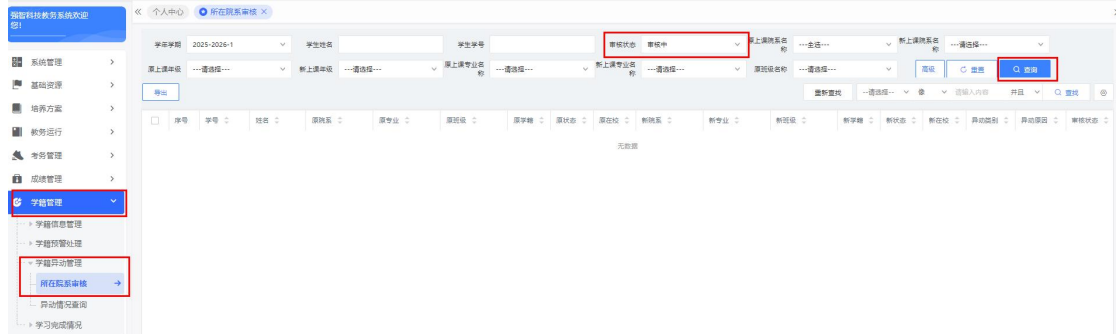 强智科技教务系统欢迎您!
« 个人中心 所在院系审核 ×
学年学期 2025-2026-1 学生姓名 学生学号 审核状态 审核中 原上课院系名称 ---全选--- 新上课院系名称 ---请选择---
原上课年级 ---请选择--- 新上课年级 ---请选择--- 原上课专业名称 ---请选择--- 新上课专业名称 ---请选择--- 原班级名称 ---请选择--- 高级 重置 查询
导出 重新查找 --请选择-- 像 请输入内容 并且 查找
序号 学号 姓名 原院系 原专业 原班级 原学籍 原状态 原在校 新院系 新专业 新班级 新学籍 新状态 新在校 异动类别 异动原因 审核状态
无数据
系统管理
基础资源
培养方案
教务运行
考务管理
成绩管理
学籍管理
学籍信息管理
学籍预警处理
学籍异动管理
所在院系审核
异动情况查询
学习完成情况